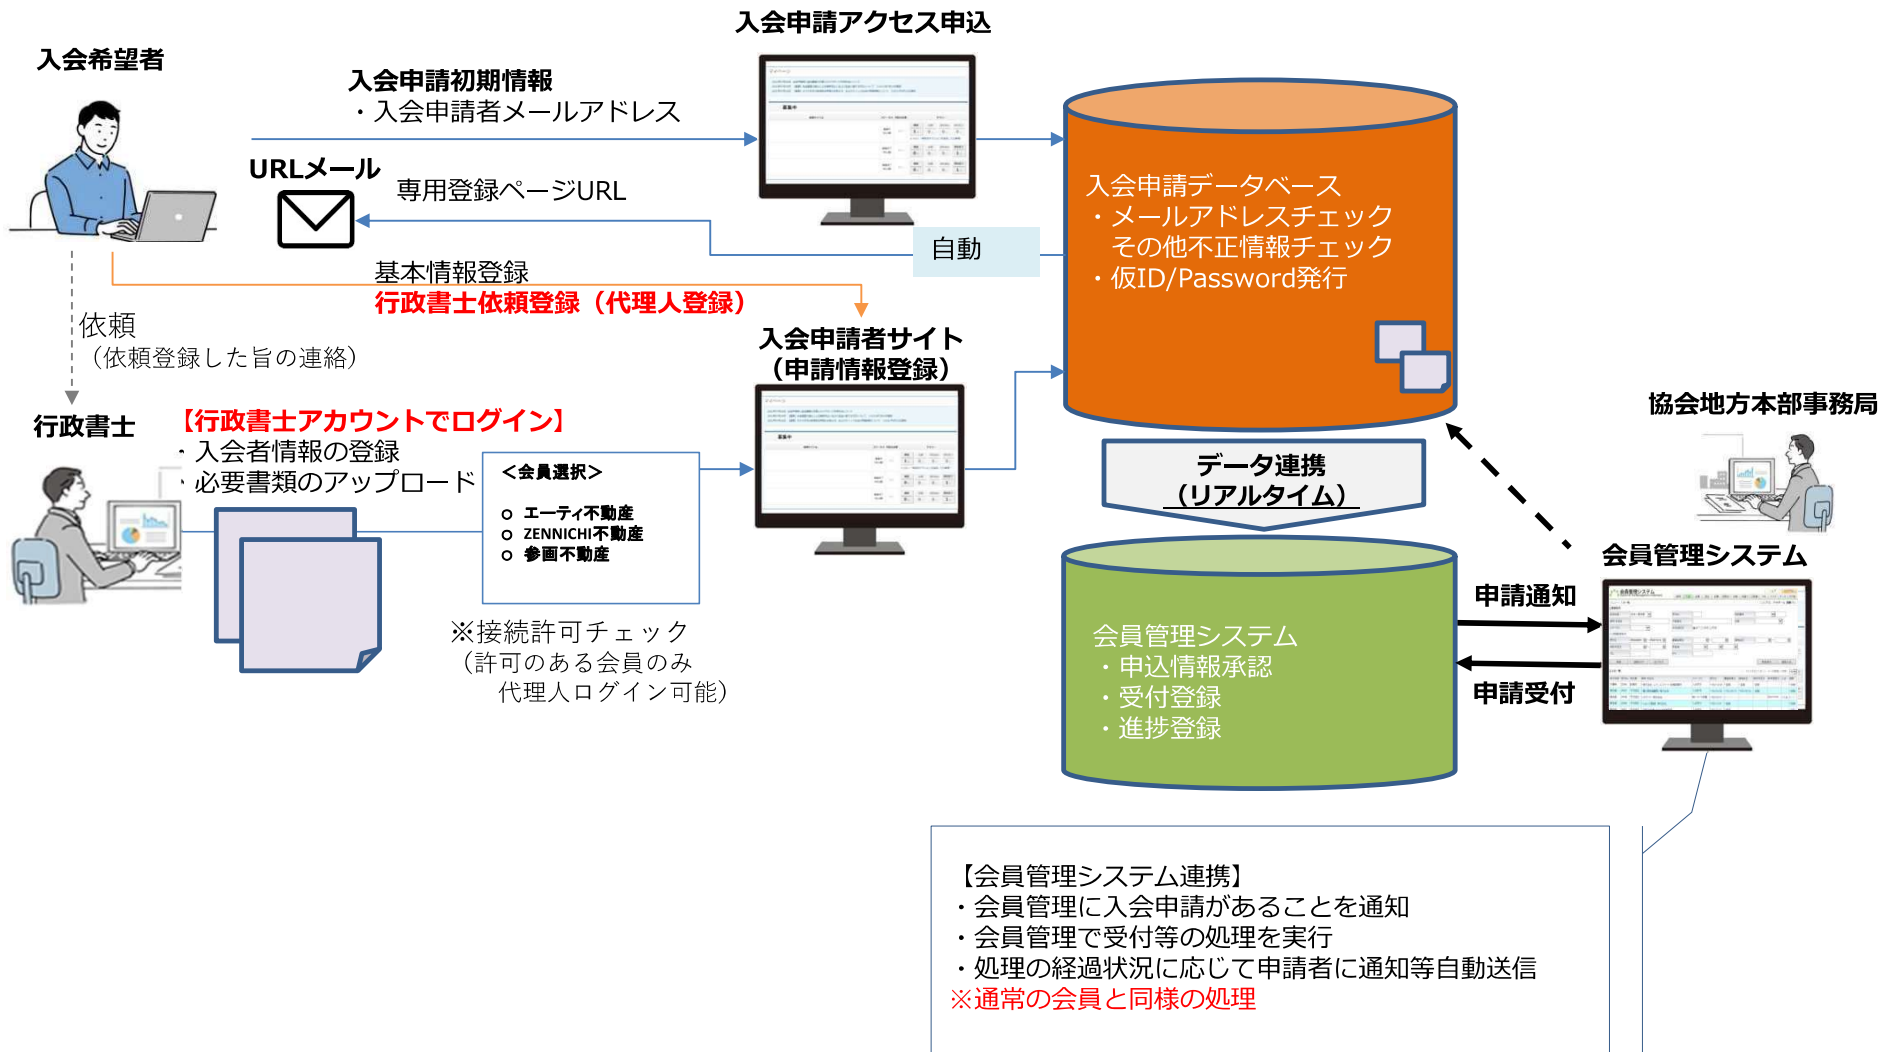 入会申請アクセス申込
入会希望者
入会申請初期情報
・入会申請者メールアドレス
募集中
URLメール
専用登録ページURL
自動
入会申請データベース
・メールアドレスチェック
その他不正情報チェック
・仮ID/Password発行
基本情報登録
行政書士依頼登録（代理人登録）
依頼
（依頼登録した旨の連絡）
入会申請者サイト
（申請情報登録）
募集中
行政書士
【行政書士アカウントでログイン】
・入会者情報の登録
・必要書類のアップロード
＜会員選択＞
o エーティ不動産
o ZENNICHI不動産
o 参画不動産
※接続許可チェック
（許可のある会員のみ
代理人ログイン可能）
データ連携
（リアルタイム）
協会地方本部事務局
会員管理システム
会員管理システム
申請通知
申請受付
会員管理システム
・申込情報承認
・受付登録
・進捗登録
【会員管理システム連携】
・会員管理に入会申請があることを通知
・会員管理で受付等の処理を実行
・処理の経過状況に応じて申請者に通知等自動送信
※通常の会員と同様の処理